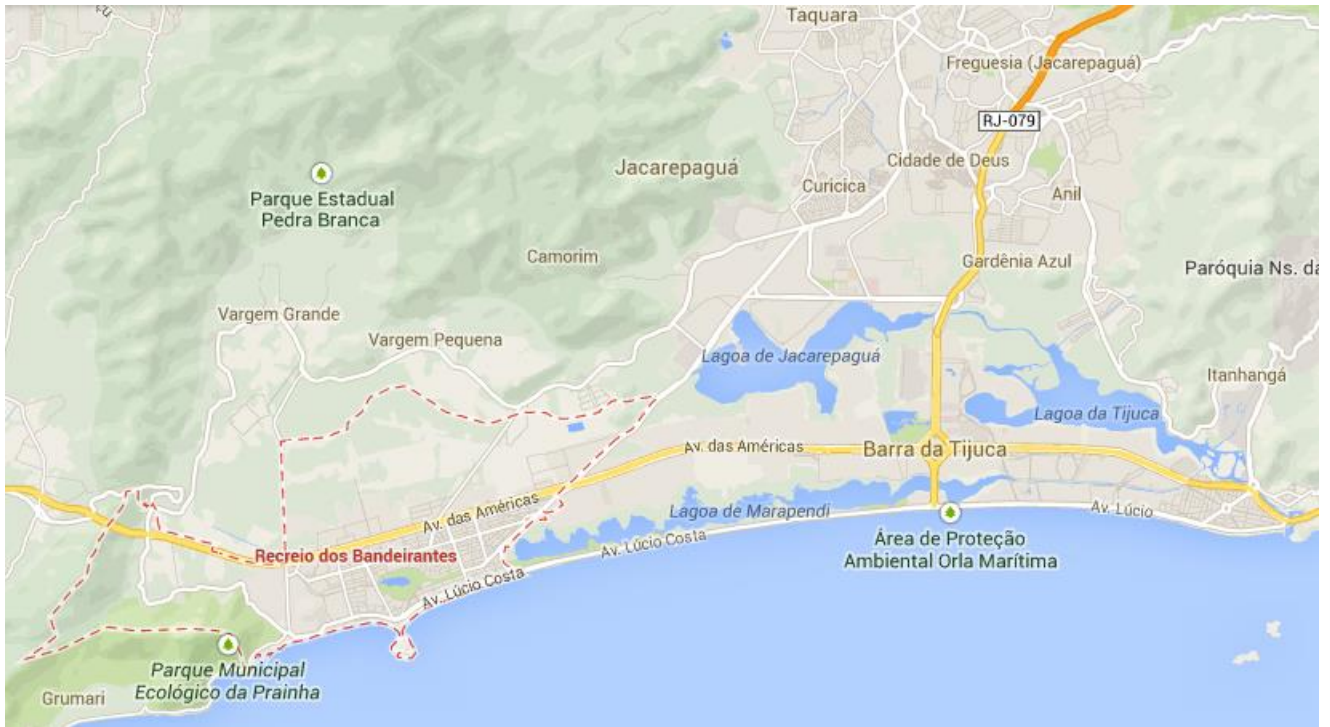 Taquara
Freguesia (Jacarepaguá)
RJ-079
Jacarepaguá
Cidade de Deus
Curicica
Anil
Parque Estadual
Pedra Branca
Camorim
Gardênia Azul
Paróquia Ns. da
Vargem Grande
Vargem Pequena
Lagoa de Jacarepaguá
Itanhangá
Lagoa da Tijuca
Av. das Américas
Barra da Tijuca
Av. das Américas
Lagoa de Marapendi
Av. Lúcio
Av. Lúcio Costa
Área de Proteção
Ambiental Orla Marítima
Recreio dos Bandeirantes
Av. Lúcio Costa
Parque Municipal
Ecológico da Prainha
Grumari